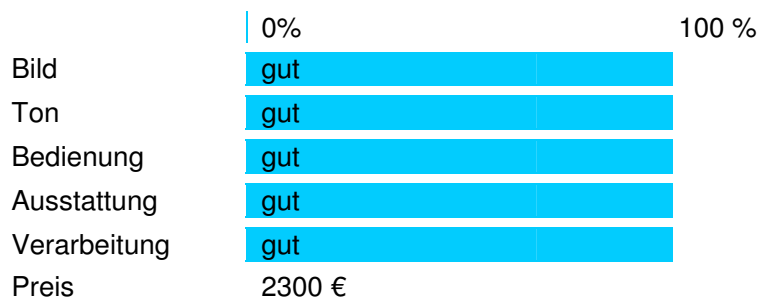 0% 100 %
Bild gut
Ton gut
Bedienung gut
Ausstattung gut
Verarbeitung gut
Preis 2300 €